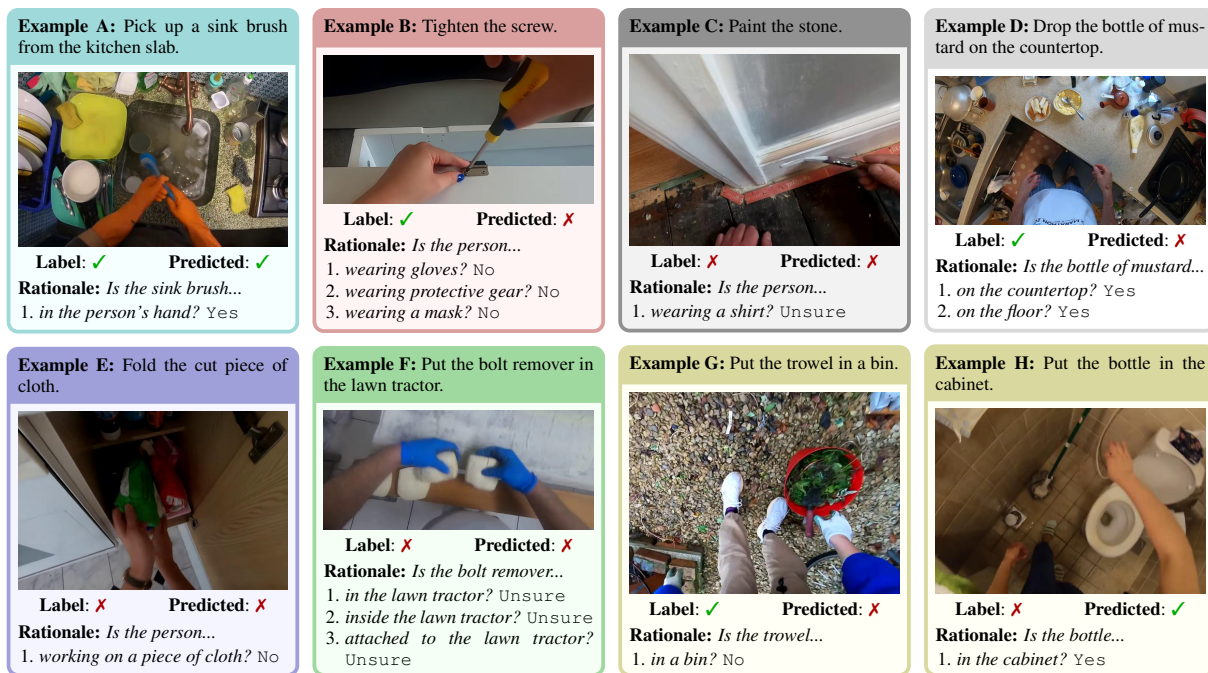 Example A: Pick up a sink brush
from the kitchen slab.
Label: ✓ Predicted: ✓
Rationale: Is the sink brush...
1. in the person's hand? Yes
Example B: Tighten the screw.
Label: ✓ Predicted: ✗
Rationale: Is the person...
1. wearing gloves? No
2. wearing protective gear? No
3. wearing a mask? No
Example C: Paint the stone.
Label: ✗ Predicted: ✗
Rationale: Is the person...
1. wearing a shirt? Unsure
Example D: Drop the bottle of mus-
tard on the countertop.
Label: ✓ Predicted: ✗
Rationale: Is the bottle of mustard...
1. on the countertop? Yes
2. on the floor? Yes
Example E: Fold the cut piece of
cloth.
Label: ✗ Predicted: ✗
Rationale: Is the person...
1. working on a piece of cloth? No
Example F: Put the bolt remover in
the lawn tractor.
Label: ✗ Predicted: ✗
Rationale: Is the bolt remover...
1. in the lawn tractor? Unsure
2. inside the lawn tractor? Unsure
3. attached to the lawn tractor?
Unsure
Example G: Put the trowel in a bin.
Label: ✓ Predicted: ✗
Rationale: Is the trowel...
1. in a bin? No
Example H: Put the bottle in the
cabinet.
Label: ✗ Predicted: ✓
Rationale: Is the bottle...
1. in the cabinet? Yes